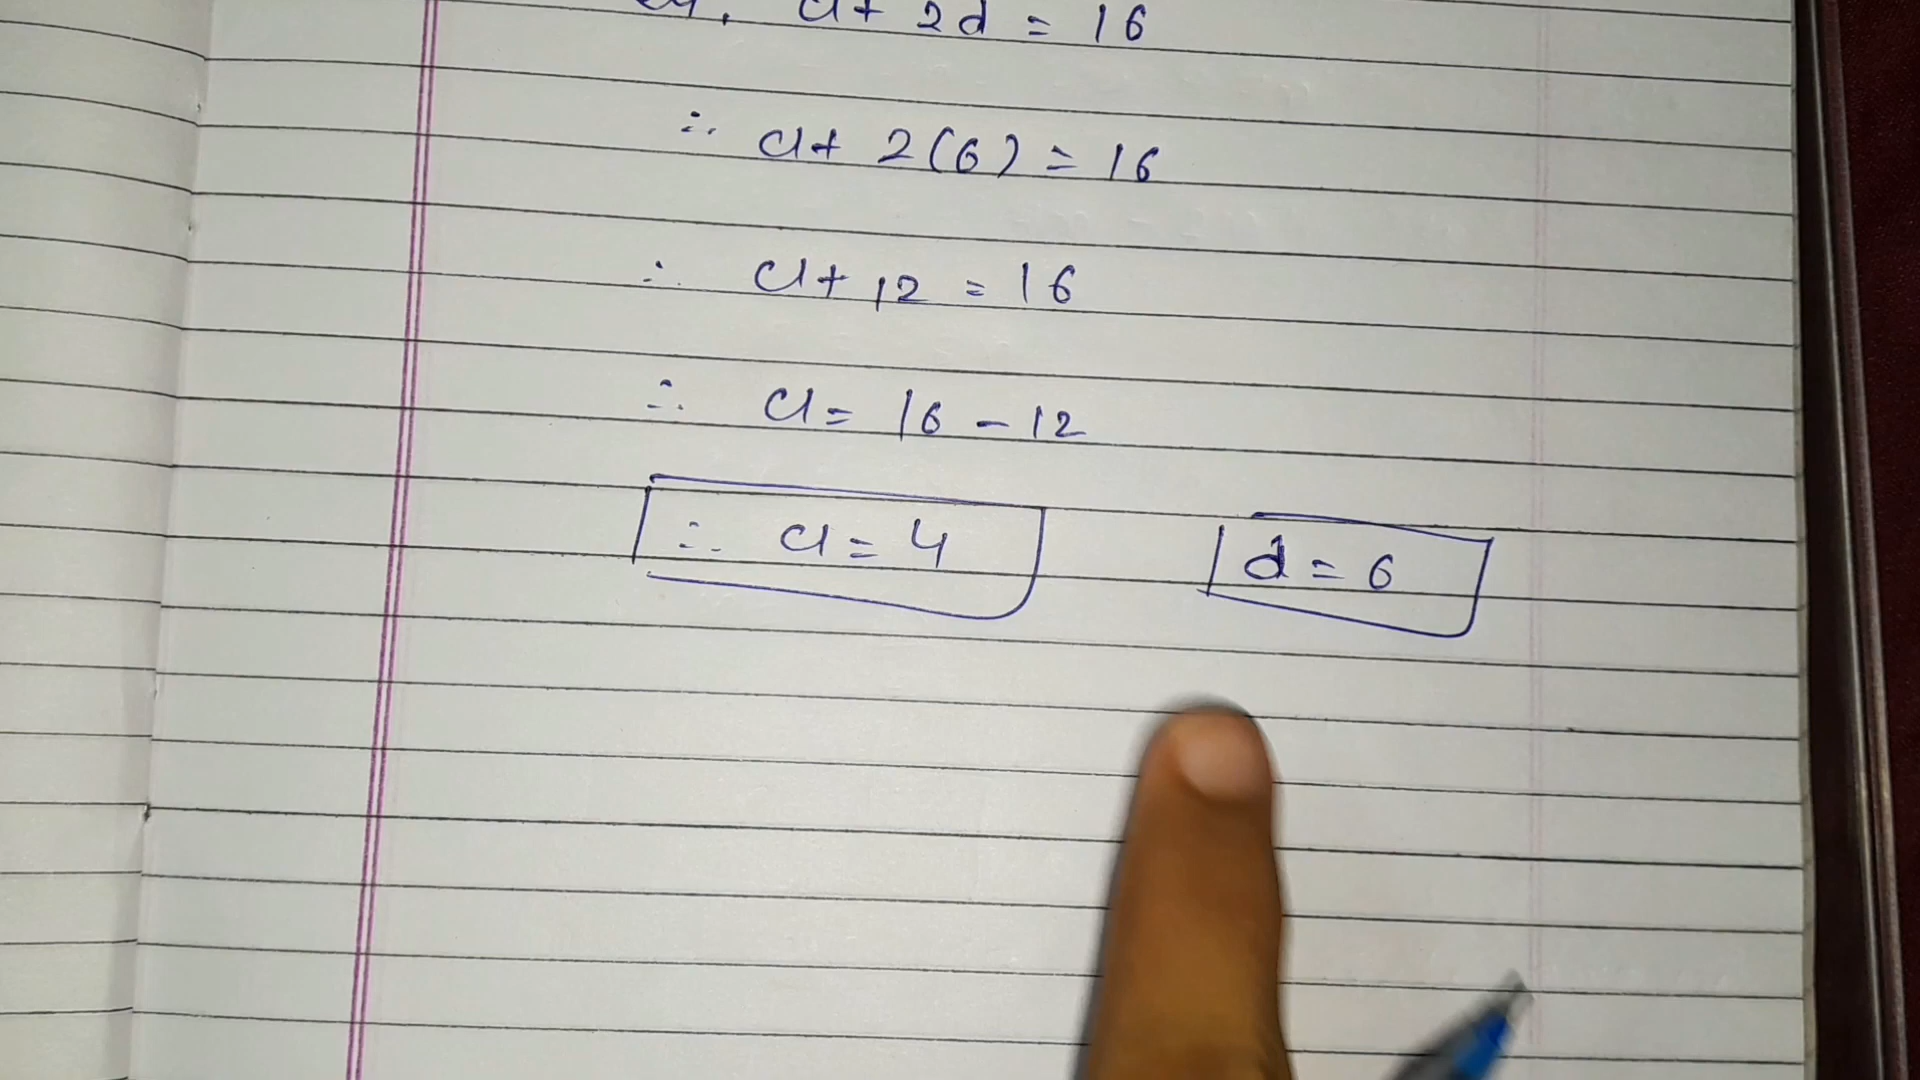 a + 2d = 16
∴ a + 2(6) = 16
∴ a + 12 = 16
∴ a = 16 - 12
∴ a = 4 d = 6